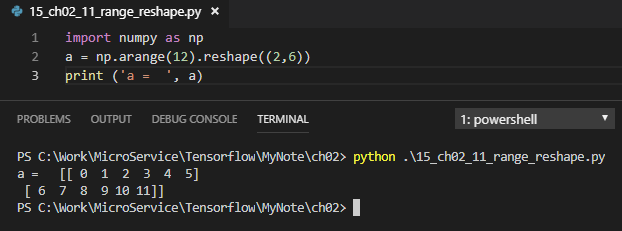 15_ch02_11_range_reshape.py ×
1 import numpy as np
2 a = np.arange(12).reshape((2,6))
3 print ('a =  ', a)
PROBLEMS OUTPUT DEBUG CONSOLE TERMINAL 1: powershell
PS C:\Work\MicroService\Tensorflow\MyNote\ch02> python .\15_ch02_11_range_reshape.py
a =   [[ 0  1  2  3  4  5]
 [ 6  7  8  9 10 11]]
PS C:\Work\MicroService\Tensorflow\MyNote\ch02>